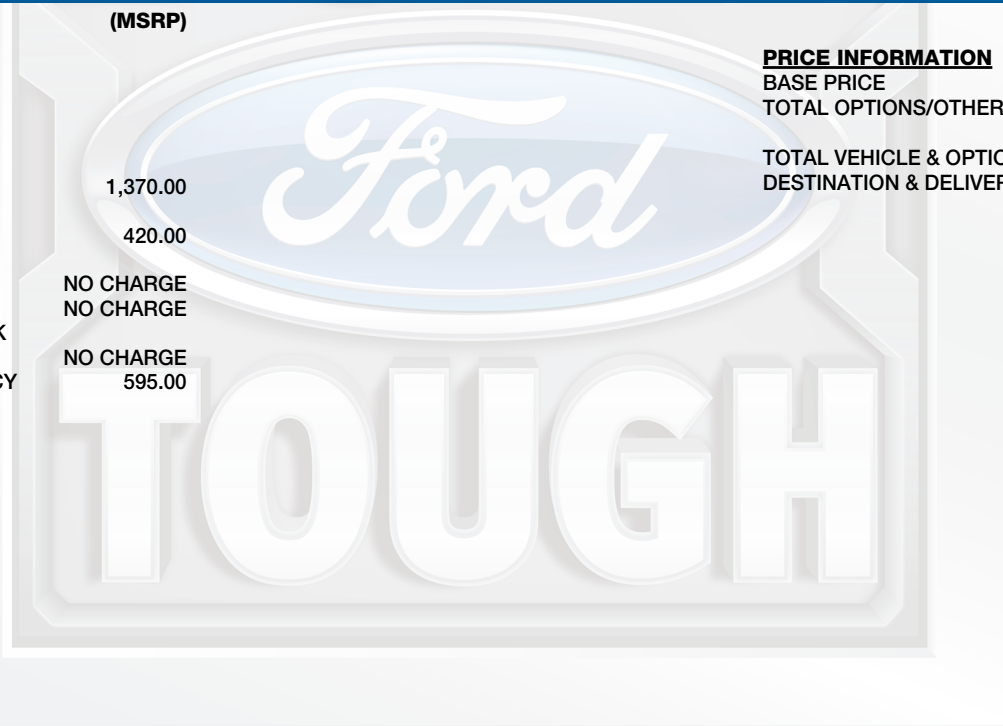 (MSRP)
PRICE INFORMATION
BASE PRICE
TOTAL OPTIONS/OTHER
TOTAL VEHICLE & OPTIO
DESTINATION & DELIVER
1,370.00
420.00
NO CHARGE
NO CHARGE
K
NO CHARGE
CY 595.00
Ford
TOUGH